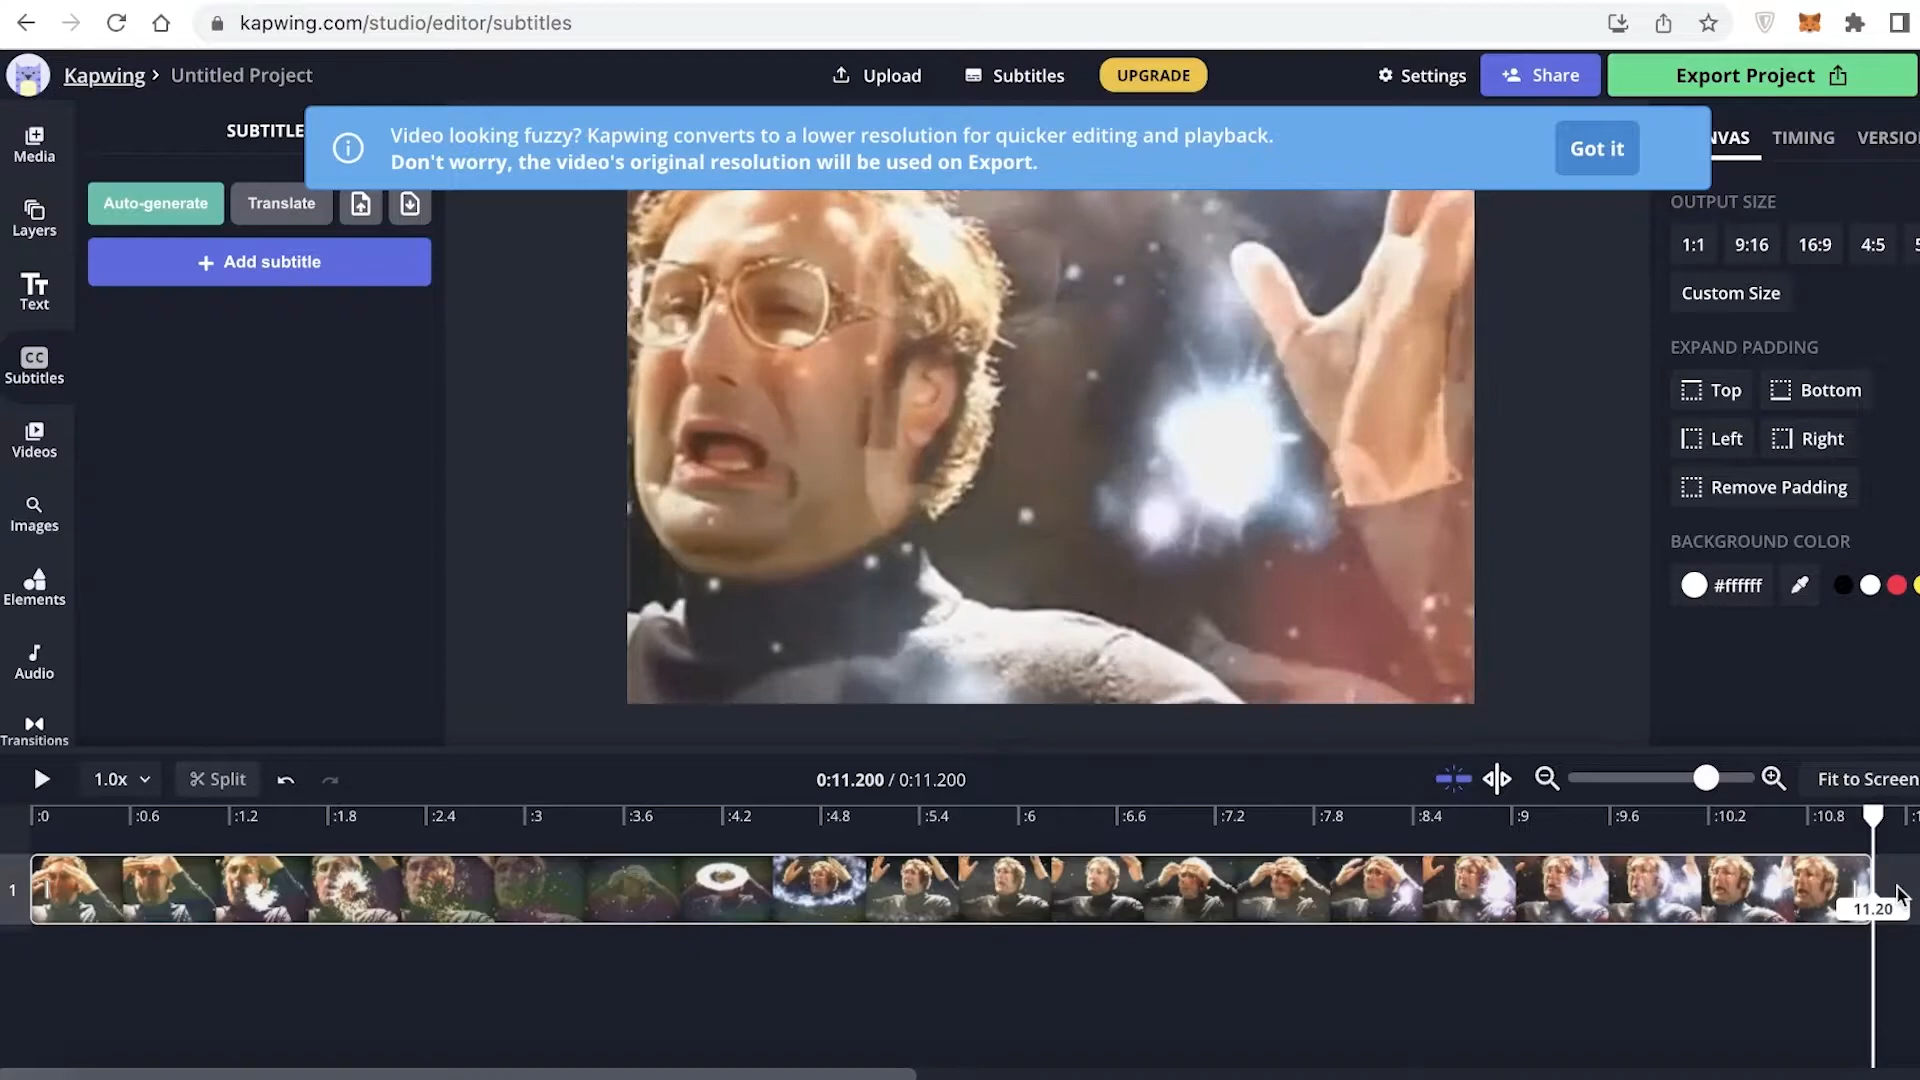 kapwing.com/studio/editor/subtitles
Kapwing › Untitled Project
Upload
Subtitles
UPGRADE
Settings
Share
Export Project
SUBTITLE
Video looking fuzzy? Kapwing converts to a lower resolution for quicker editing and playback.
Don't worry, the video's original resolution will be used on Export.
Got it
NVAS
TIMING
VERSIO
Media
Layers
Text
CC
Subtitles
Videos
Images
Elements
Audio
Transitions
Auto-generate
Translate
+ Add subtitle
OUTPUT SIZE
1:1
9:16
16:9
4:5
5
Custom Size
EXPAND PADDING
Top
Bottom
Left
Right
Remove Padding
BACKGROUND COLOR
#ffffff
1.0x
Split
0:11.200 / 0:11.200
Fit to Screen
:0 :0.6 :1.2 :1.8 :2.4 :3 :3.6 :4.2 :4.8 :5.4 :6 :6.6 :7.2 :7.8 :8.4 :9 :9.6 :10.2 :10.8 :1
1
11.20